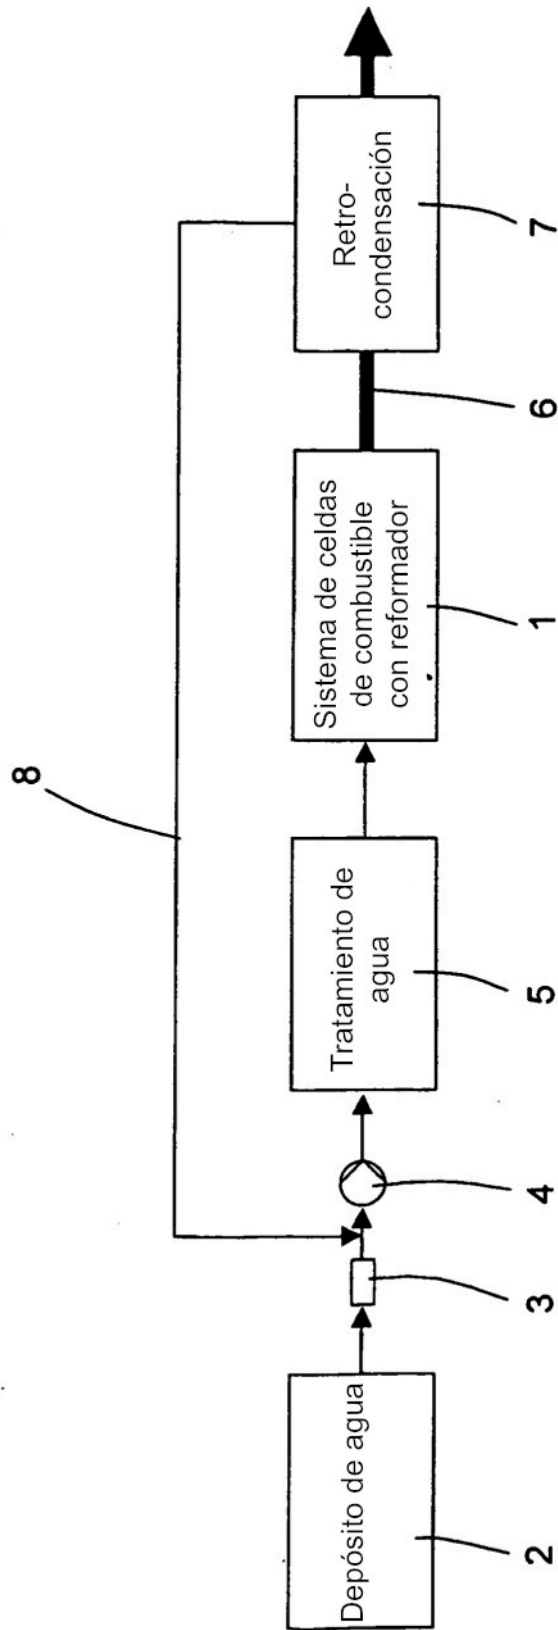 8
Depósito de agua
Tratamiento de
agua
Sistema de celdas
de combustible
con reformador
Retro-
condensación
2
3
4
5
1
6
7